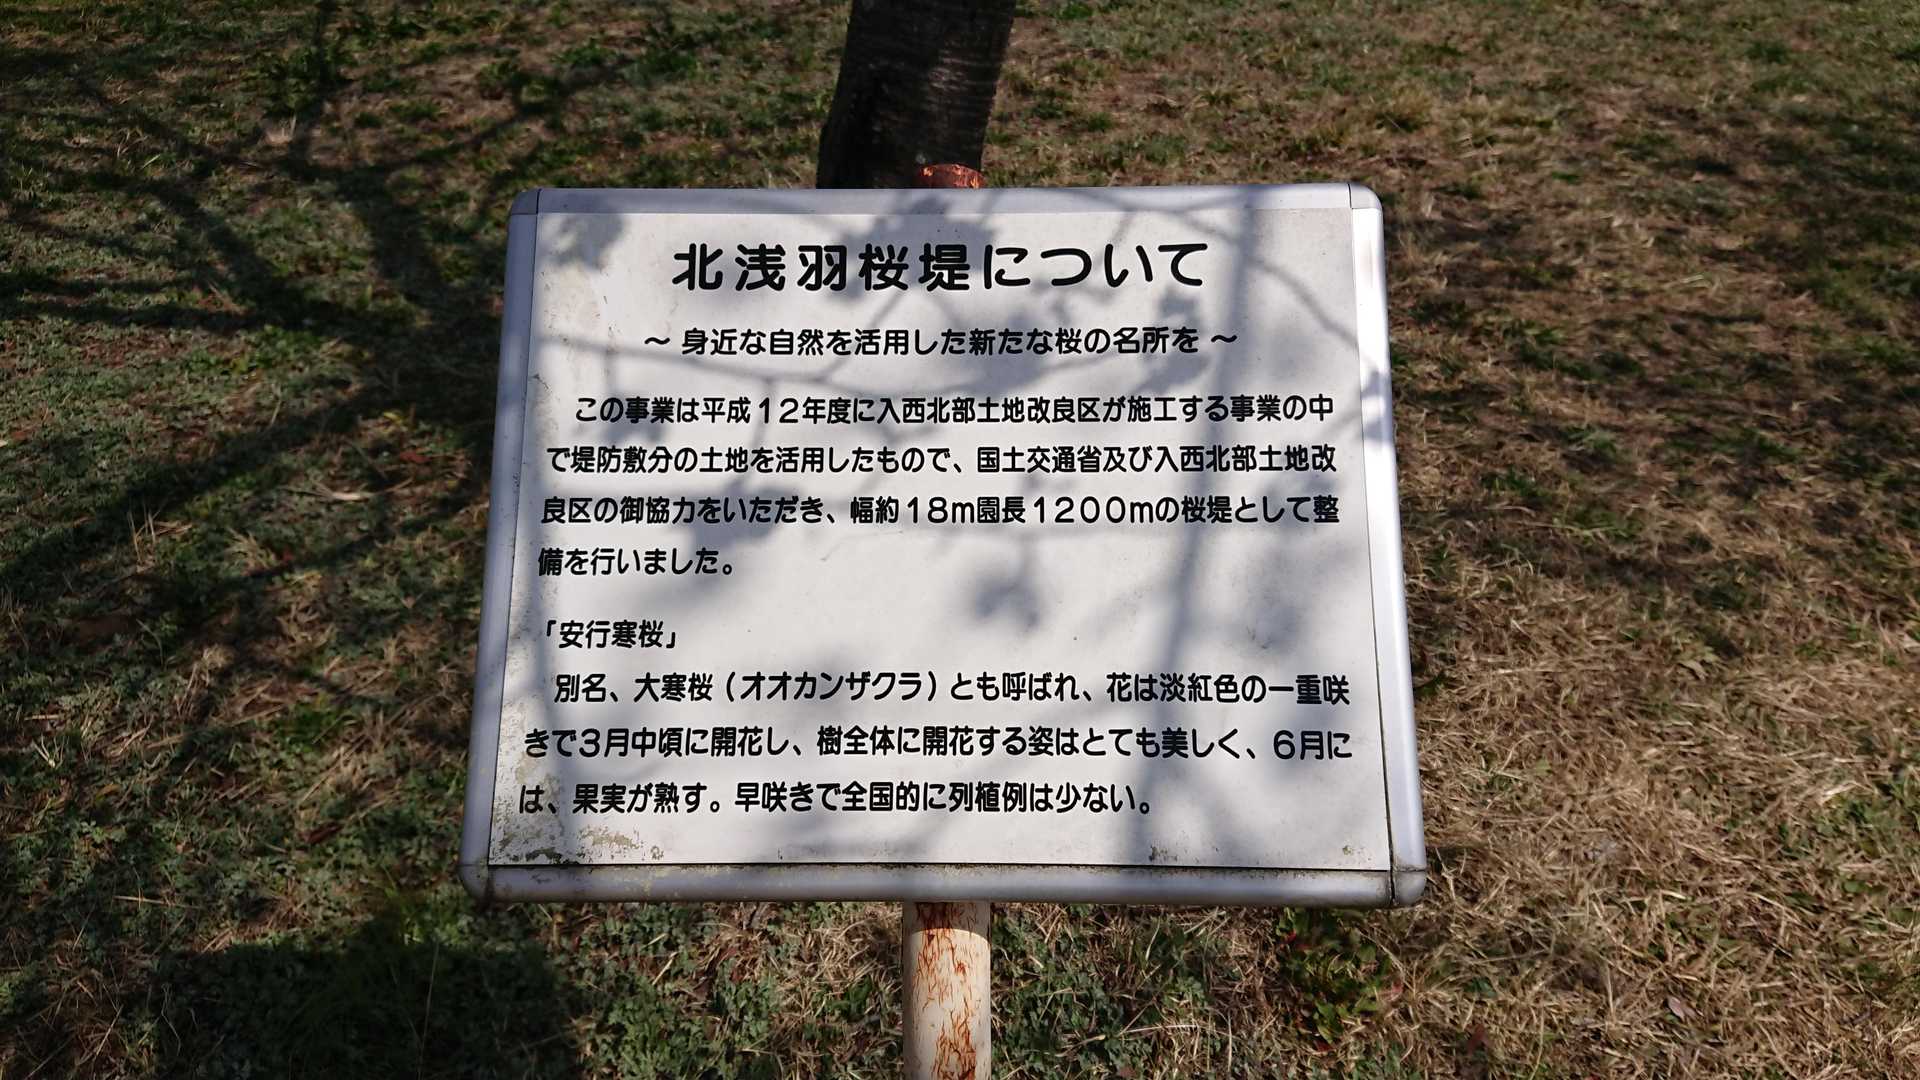 北浅羽桜堤について
～ 身近な自然を活用した新たな桜の名所を ～
この事業は平成12年度に入西北部土地改良区が施工する事業の中
で堤防敷分の土地を活用したもので、国土交通省及び入西北部土地改
良区の御協力をいただき、幅約18m園長1200mの桜堤として整
備を行いました。
「安行寒桜」
別名、大寒桜（オオカンザクラ）とも呼ばれ、花は淡紅色の一重咲
きで3月中頃に開花し、樹全体に開花する姿はとても美しく、6月に
は、果実が熟す。早咲きで全国的に列植例は少ない。